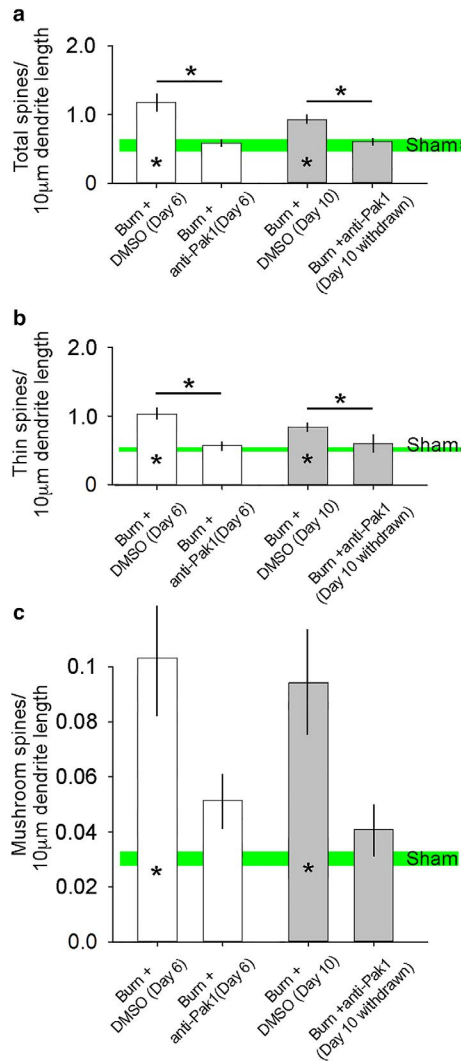 a
Total spines/
10μm dendrite length
2.0
1.0
0
*
*
*
*
Sham
Burn +
DMSO (Day 6)
Burn +
anti-Pak1(Day 6)
Burn +
DMSO (Day 10)
Burn +anti-Pak1
(Day 10 withdrawn)
b
Thin spines/
10μm dendrite length
2.0
1.0
0
*
*
*
*
Sham
Burn +
DMSO (Day 6)
Burn +
anti-Pak1(Day 6)
Burn +
DMSO (Day 10)
Burn +anti-Pak1
(Day 10 withdrawn)
c
Mushroom spines/
10μm dendrite length
0.1
0.08
0.06
0.04
0.02
0.0
*
*
Sham
Burn +
DMSO (Day 6)
Burn +
anti-Pak1(Day 6)
Burn +
DMSO (Day 10)
Burn +anti-Pak1
(Day 10 withdrawn)